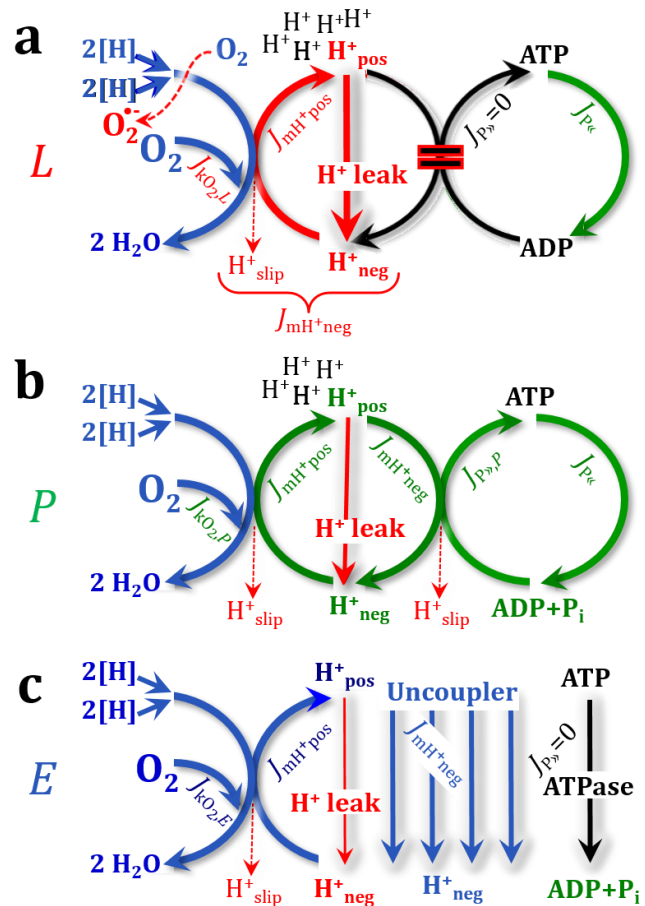 a
H⁺ H⁺ H⁺
2[H] O₂ H⁺ H⁺ H⁺pos ATP
2[H]
O₂•- JmH⁺pos JP»=0 JP«
L O₂ JkO₂,L H⁺ leak
2 H₂O H⁺slip H⁺neg ADP
JmH⁺neg
b
H⁺ H⁺
2[H] H⁺ H⁺ H⁺pos ATP
2[H]
JmH⁺pos JmH⁺neg JP»,P JP«
P O₂ JkO₂,P H⁺ leak
2 H₂O H⁺slip H⁺neg H⁺slip ADP+Pi
c
2[H] H⁺pos Uncoupler ATP
2[H]
JmH⁺pos JmH⁺neg JP»=0
E O₂ JkO₂,E H⁺ leak ATPase
2 H₂O H⁺slip H⁺neg H⁺neg ADP+Pi